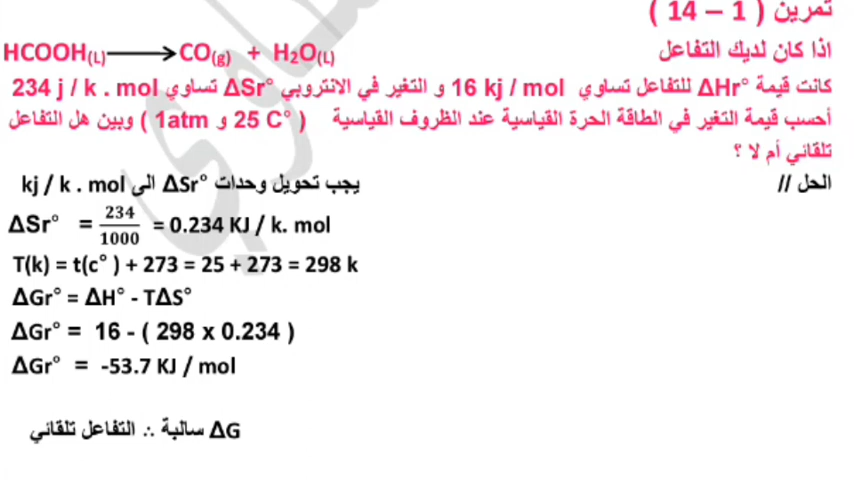 تمرين ( 1 – 14 )
اذا كان لديك التفاعل HCOOH(L)⟶CO(g) + H₂O(L)
كانت قيمة ΔHr° للتفاعل تساوي 16 kj / mol و التغير في الانتروبي ΔSr° تساوي 234 j / k . mol
أحسب قيمة التغير في الطاقة الحرة القياسية عند الظروف القياسية ( 25 C° و 1atm ) وبين هل التفاعل
تلقائي أم لا ؟
الحل // يجب تحويل وحدات ΔSr° الى kj / k . mol
ΔSr° = 234/1000 = 0.234 KJ / k. mol
T(k) = t(c° ) + 273 = 25 + 273 = 298 k
ΔGr° = ΔH° - TΔS°
ΔGr° = 16 - ( 298 x 0.234 )
ΔGr° = -53.7 KJ / mol
ΔG سالبة ∴ التفاعل تلقائي